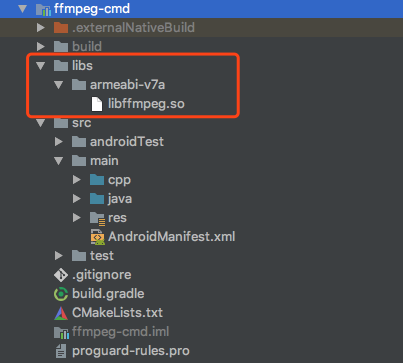 ffmpeg-cmd
.externalNativeBuild
build
libs
armeabi-v7a
libffmpeg.so
src
androidTest
main
cpp
java
res
AndroidManifest.xml
test
.gitignore
build.gradle
CMakeLists.txt
ffmpeg-cmd.iml
proguard-rules.pro